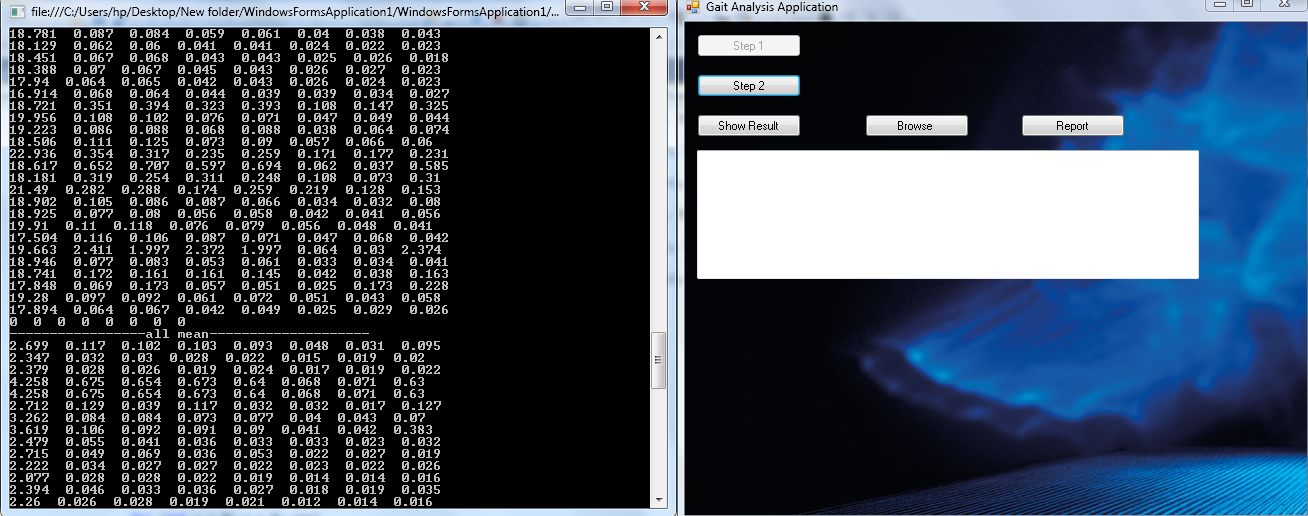 file:///C:/Users/hp/Desktop/New folder/WindowsFormsApplication1/WindowsFormsApplication1/...
18.781 0.087 0.084 0.059 0.061 0.04 0.038 0.043
18.129 0.062 0.06 0.041 0.041 0.024 0.022 0.023
18.451 0.067 0.068 0.043 0.043 0.025 0.026 0.018
18.388 0.07 0.067 0.045 0.043 0.026 0.027 0.023
17.94 0.064 0.065 0.042 0.043 0.026 0.024 0.023
16.914 0.068 0.064 0.044 0.039 0.039 0.034 0.027
18.721 0.351 0.394 0.323 0.393 0.108 0.147 0.325
19.956 0.108 0.102 0.076 0.071 0.047 0.049 0.044
19.223 0.086 0.088 0.068 0.088 0.038 0.064 0.074
18.506 0.111 0.125 0.073 0.09 0.057 0.066 0.06
22.936 0.354 0.317 0.235 0.259 0.171 0.177 0.231
18.617 0.652 0.707 0.597 0.694 0.062 0.037 0.585
18.181 0.319 0.254 0.311 0.248 0.108 0.073 0.31
21.49 0.282 0.288 0.174 0.259 0.219 0.128 0.153
18.902 0.105 0.086 0.087 0.066 0.034 0.032 0.08
18.925 0.077 0.08 0.056 0.058 0.042 0.041 0.056
19.91 0.11 0.118 0.076 0.079 0.056 0.048 0.041
17.504 0.116 0.106 0.087 0.071 0.047 0.068 0.042
19.663 2.411 1.997 2.372 1.997 0.064 0.03 2.374
18.946 0.077 0.083 0.053 0.061 0.033 0.034 0.041
18.741 0.172 0.161 0.161 0.145 0.042 0.038 0.163
17.848 0.069 0.173 0.057 0.051 0.025 0.173 0.228
19.28 0.097 0.092 0.061 0.072 0.051 0.043 0.058
17.894 0.064 0.067 0.042 0.049 0.025 0.029 0.026
0 0 0 0 0 0 0 0
-----------------all mean--------------------
2.699 0.117 0.102 0.103 0.093 0.048 0.031 0.095
2.347 0.032 0.03 0.028 0.022 0.015 0.019 0.02
2.379 0.028 0.026 0.019 0.024 0.017 0.019 0.022
4.258 0.675 0.654 0.673 0.64 0.068 0.071 0.63
4.258 0.675 0.654 0.673 0.64 0.068 0.071 0.63
2.712 0.129 0.039 0.117 0.032 0.032 0.017 0.127
3.262 0.084 0.084 0.073 0.077 0.04 0.043 0.07
3.619 0.106 0.092 0.091 0.09 0.041 0.042 0.383
2.479 0.055 0.041 0.036 0.033 0.033 0.023 0.032
2.715 0.049 0.069 0.036 0.053 0.022 0.027 0.019
2.222 0.034 0.027 0.027 0.022 0.023 0.022 0.026
2.077 0.028 0.028 0.022 0.019 0.014 0.014 0.016
2.394 0.046 0.033 0.036 0.027 0.018 0.019 0.035
2.26 0.026 0.028 0.019 0.021 0.012 0.014 0.016
Gait Analysis Application
Step 1
Step 2
Show Result Browse Report